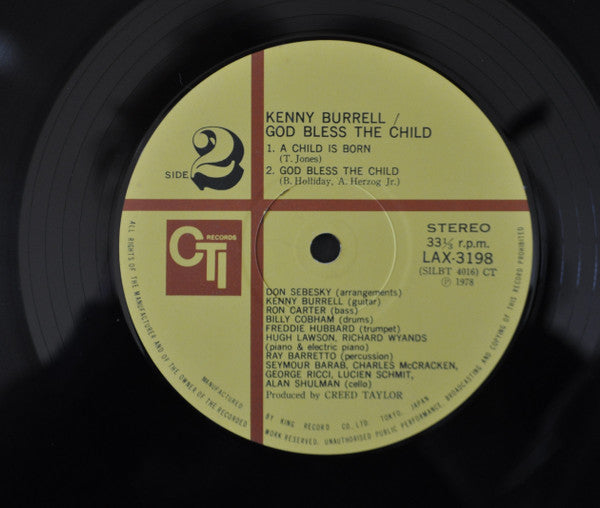 KENNY BURRELL /
GOD BLESS THE CHILD
1. A CHILD IS BORN
(T. Jones)
2. GOD BLESS THE CHILD
(B. Holliday, A. Herzog Jr.)
SIDE 2
CTI RECORDS
STEREO
33⅓ r.p.m.
LAX-3198
(SILBT 4016) CT
Ⓟ 1978
DON SEBESKY (arrangements)
KENNY BURRELL (guitar)
RON CARTER (bass)
BILLY COBHAM (drums)
FREDDIE HUBBARD (trumpet)
HUGH LAWSON, RICHARD WYANDS
(piano & electric piano)
RAY BARRETTO (percussion)
SEYMOUR BARAB, CHARLES McCRACKEN,
GEORGE RICCI, LUCIEN SCHMIT,
ALAN SHULMAN (cello)
Produced by CREED TAYLOR
MANUFACTURED BY KING RECORD CO., LTD. TOKYO, JAPAN
ALL RIGHTS OF THE MANUFACTURER AND OF THE OWNER OF THE RECORDED WORK RESERVED. UNAUTHORISED PUBLIC PERFORMANCE, BROADCASTING AND COPYING OF THIS RECORD PROHIBITED